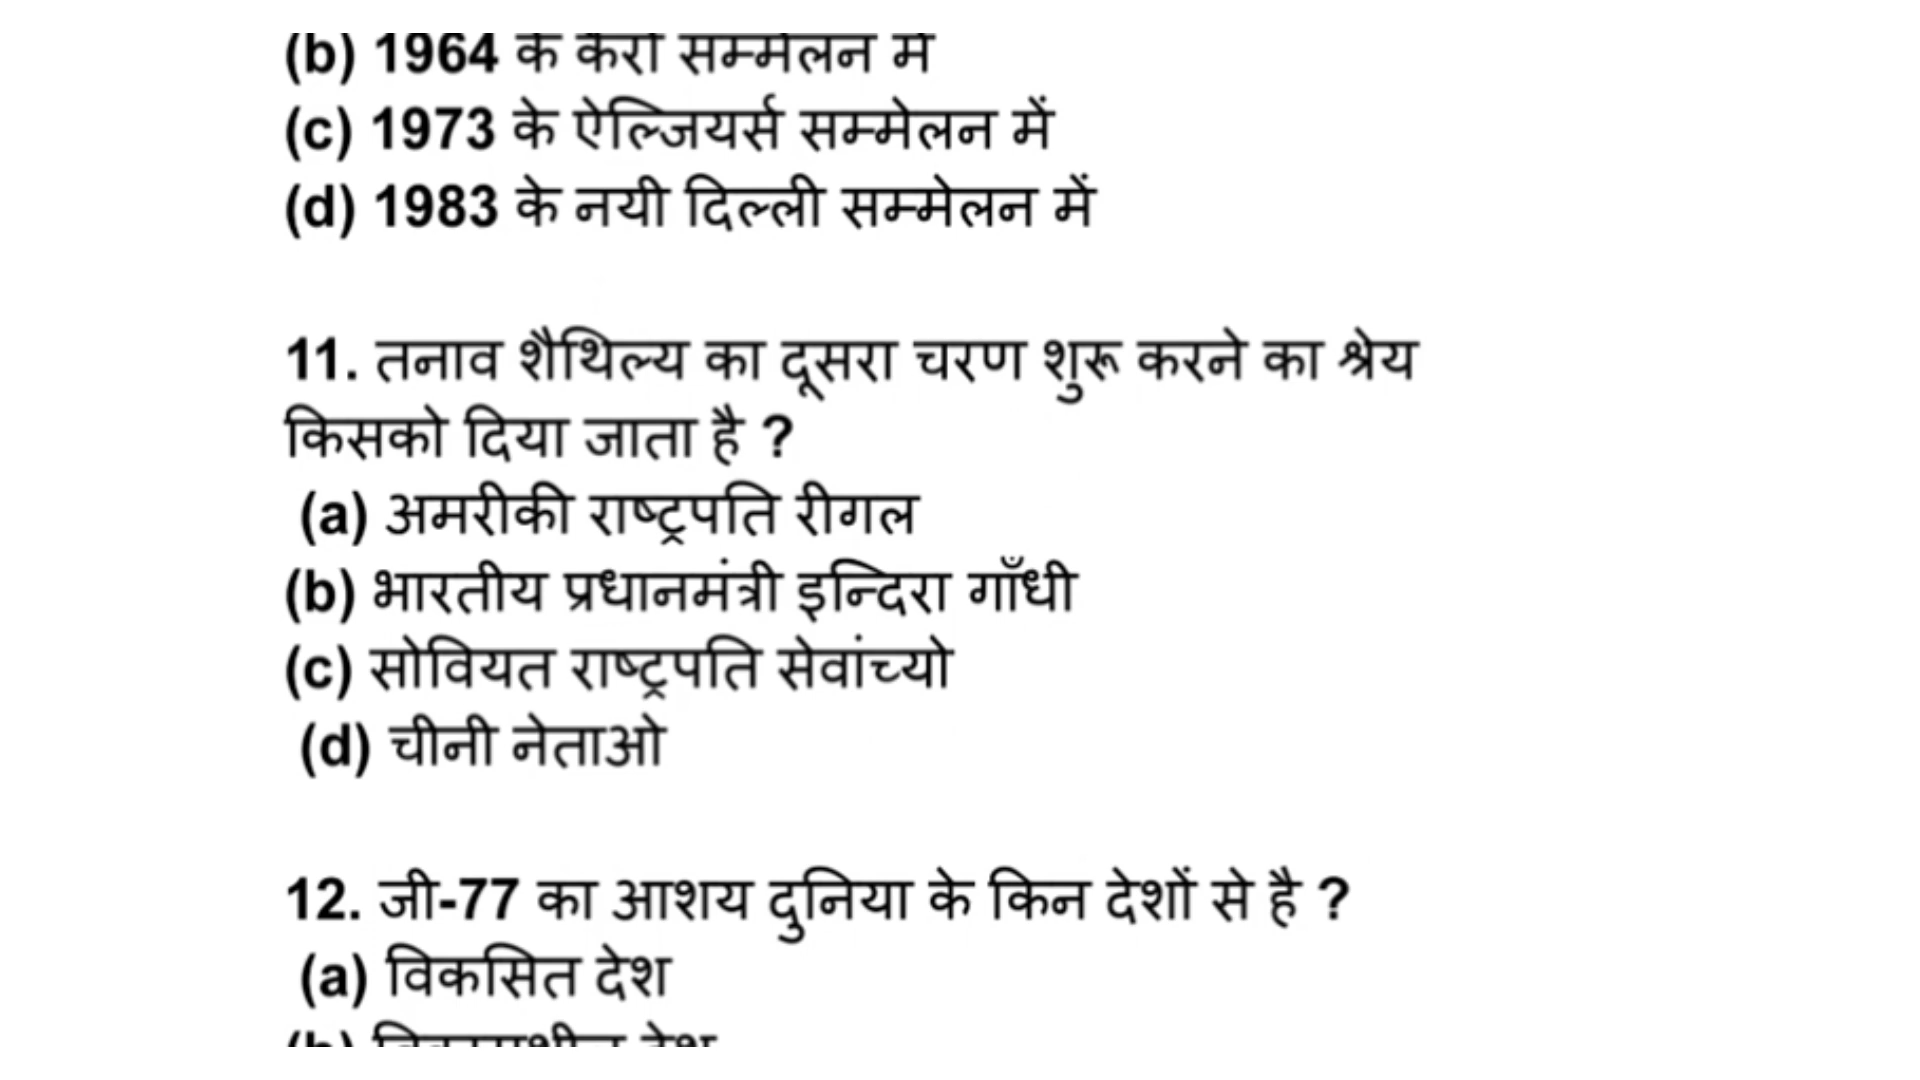 (b) 1964 के केरो सम्मेलन में
(c) 1973 के ऐल्जियर्स सम्मेलन में
(d) 1983 के नयी दिल्ली सम्मेलन में
11. तनाव शैथिल्य का दूसरा चरण शुरू करने का श्रेय
किसको दिया जाता है ?
(a) अमरीकी राष्ट्रपति रीगल
(b) भारतीय प्रधानमंत्री इन्दिरा गाँधी
(c) सोवियत राष्ट्रपति सेवांच्यो
(d) चीनी नेताओ
12. जी-77 का आशय दुनिया के किन देशों से है ?
(a) विकसित देश
(b) विकासशील देश